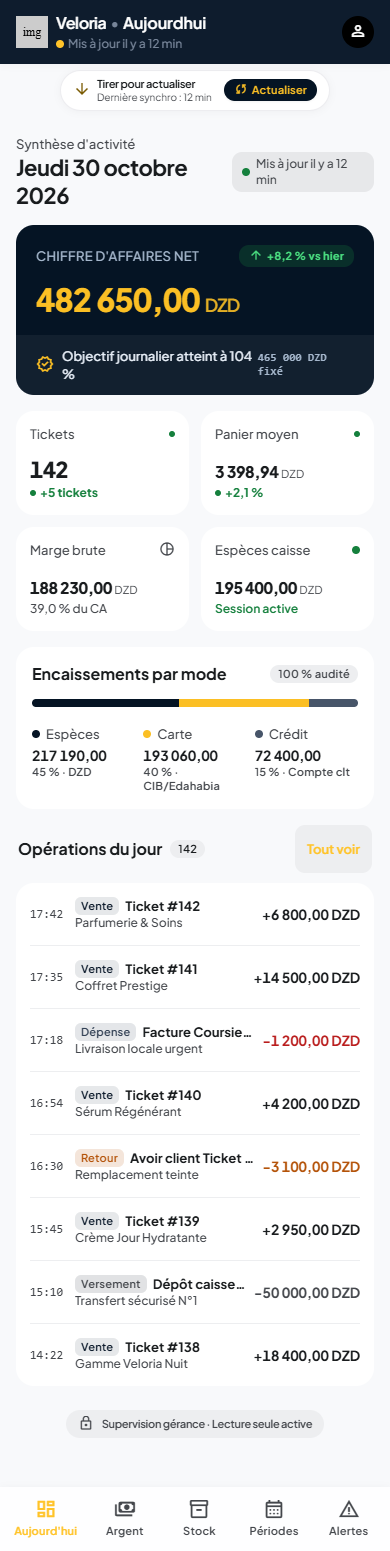 img
Veloria • Aujourdhui
Mis à jour il y a 12 min
Tirer pour actualiser
Dernière synchro : 12 min
Actualiser
Synthèse d'activité
Jeudi 30 octobre
2026
Mis à jour il y a 12
min
CHIFFRE D'AFFAIRES NET
+8,2 % vs hier
482 650,00 DZD
Objectif journalier atteint à 104
%
465 000 DZD
fixé
Tickets
142
+5 tickets
Panier moyen
3 398,94 DZD
+2,1 %
Marge brute
188 230,00 DZD
39,0 % du CA
Espèces caisse
195 400,00 DZD
Session active
Encaissements par mode
100 % audité
Espèces
217 190,00
45 % · DZD
Carte
193 060,00
40 % ·
CIB/Edahabia
Crédit
72 400,00
15 % · Compte clt
Opérations du jour 142
Tout voir
17:42
Vente Ticket #142
Parfumerie & Soins
+6 800,00 DZD
17:35
Vente Ticket #141
Coffret Prestige
+14 500,00 DZD
17:18
Dépense Facture Coursie…
Livraison locale urgent
-1 200,00 DZD
16:54
Vente Ticket #140
Sérum Régénérant
+4 200,00 DZD
16:30
Retour Avoir client Ticket …
Remplacement teinte
-3 100,00 DZD
15:45
Vente Ticket #139
Crème Jour Hydratante
+2 950,00 DZD
15:10
Versement Dépôt caisse…
Transfert sécurisé N°1
-50 000,00 DZD
14:22
Vente Ticket #138
Gamme Veloria Nuit
+18 400,00 DZD
Supervision gérance · Lecture seule active
Aujourd'hui
Argent
Stock
Périodes
Alertes